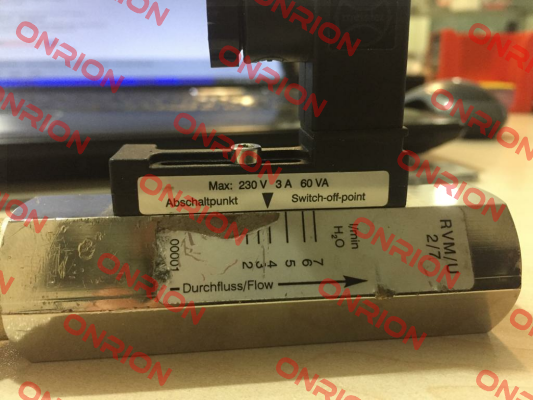 Max: 230 V 3 A 60 VA
Abschaltpunkt Switch-off-point
RVM/U
2/7
l/min
H₂O
2 3 4 5 6 7
00001
Durchfluss/Flow
ONRION